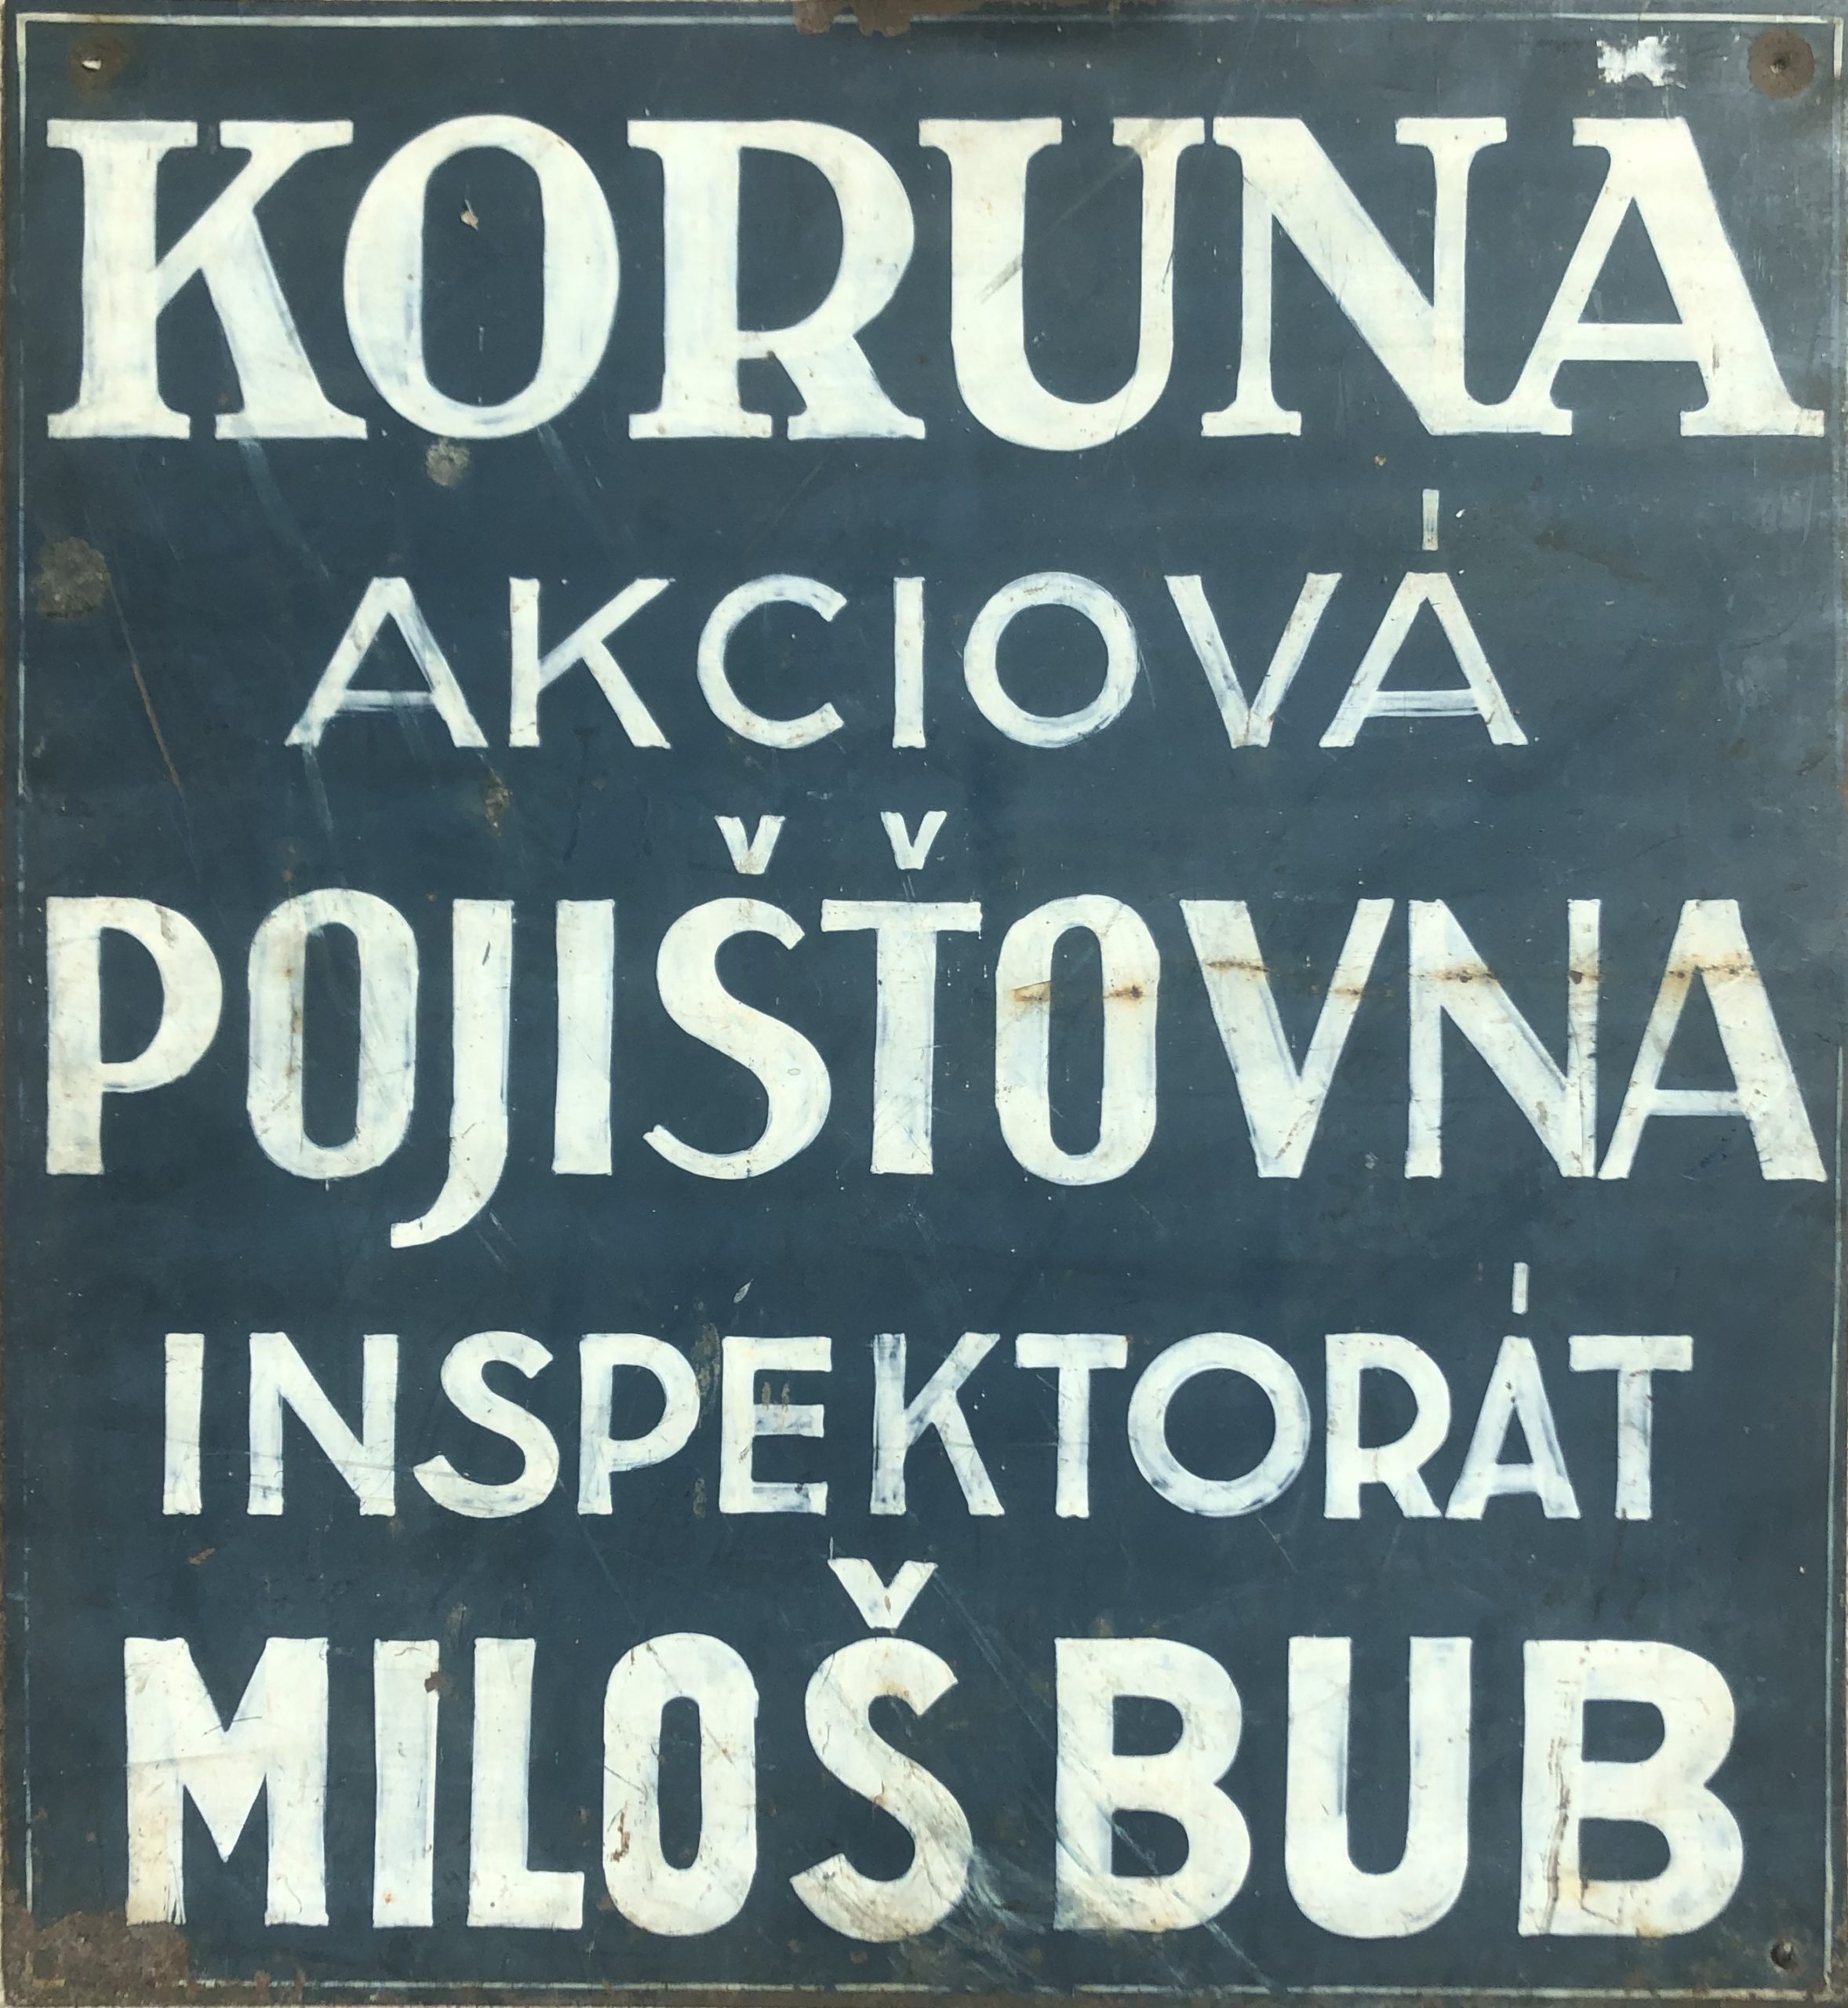 KORUNA
AKCIOVÁ
POJIŠŤOVNA
INSPEKTORÁT
MILOŠ BUB